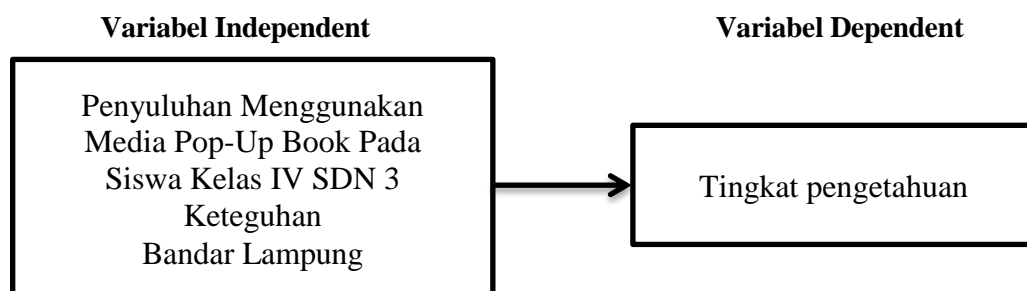 Variabel Independent
Variabel Dependent
Penyuluhan Menggunakan
Media Pop-Up Book Pada
Siswa Kelas IV SDN 3
Keteguhan
Bandar Lampung
Tingkat pengetahuan